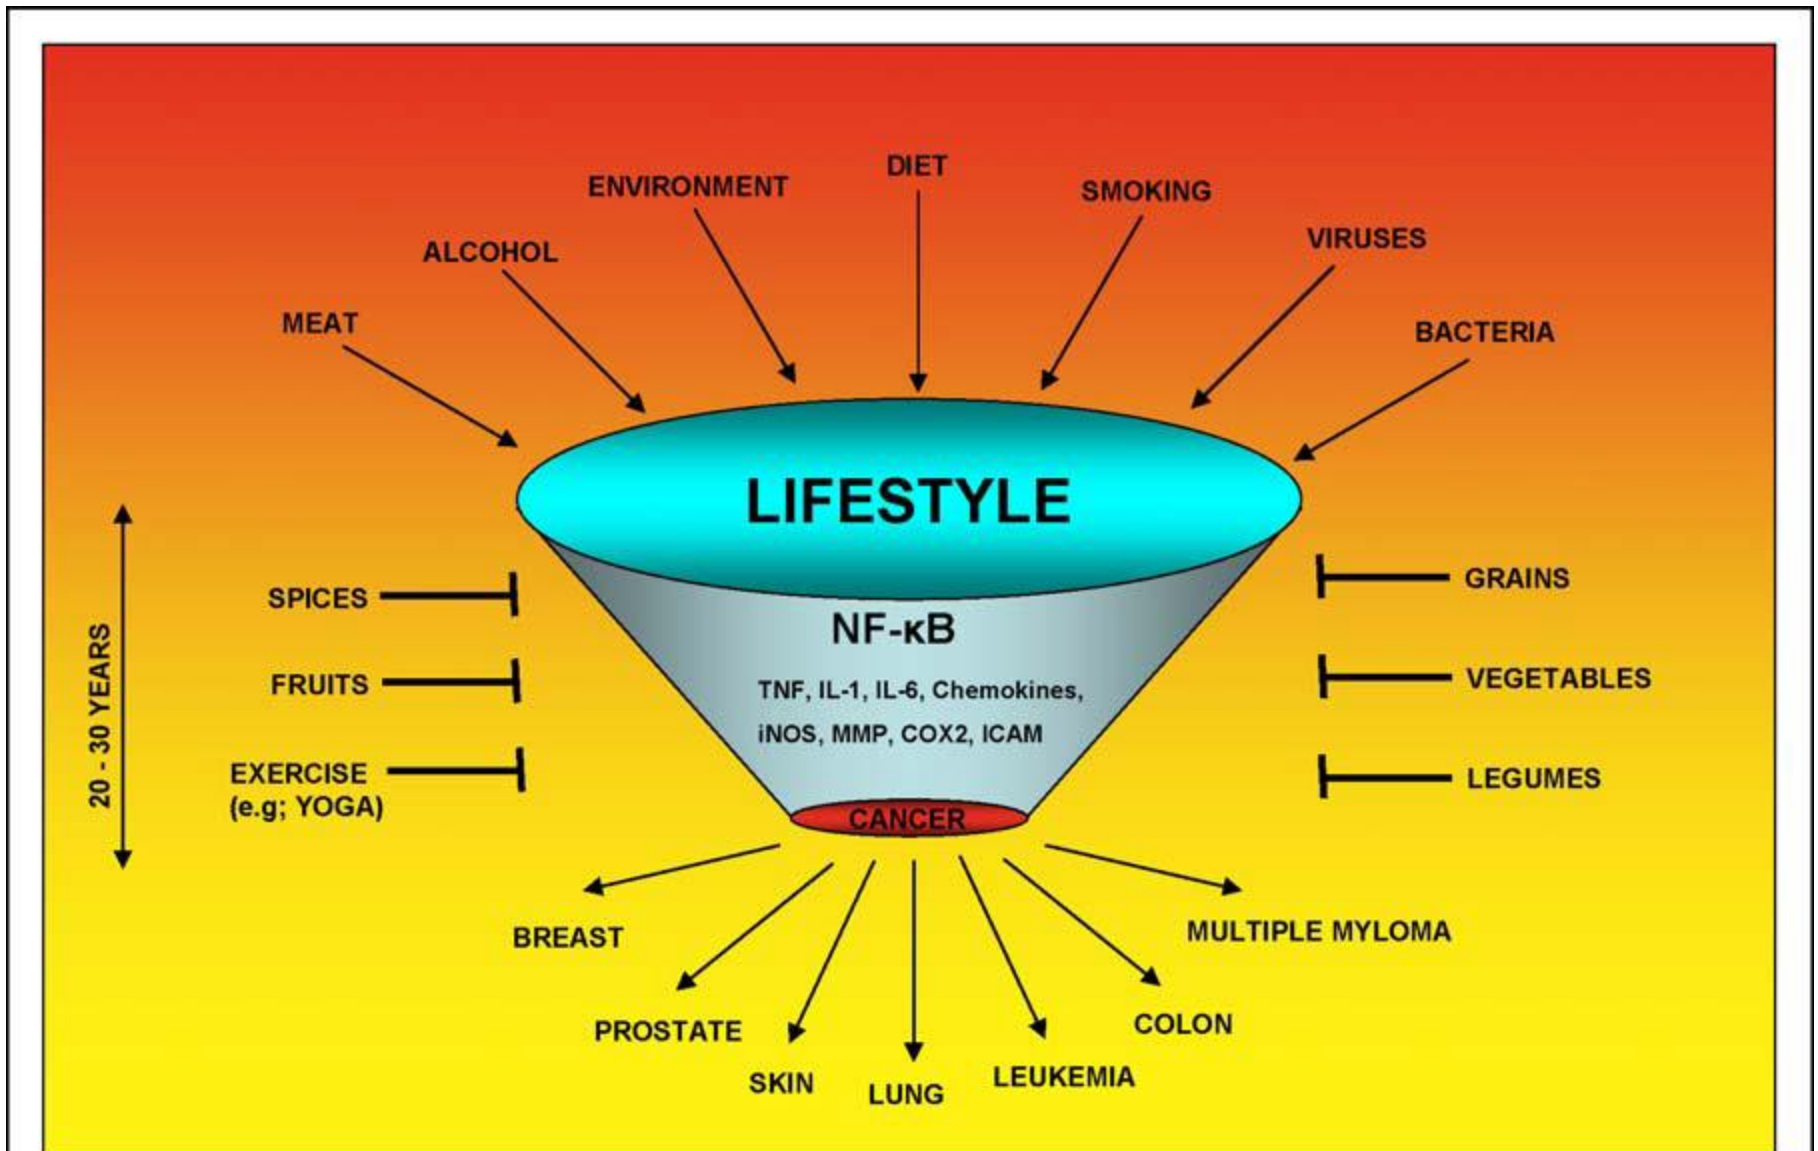 DIET
ENVIRONMENT
SMOKING
ALCOHOL
VIRUSES
MEAT
BACTERIA
LIFESTYLE
20 - 30 YEARS
SPICES
FRUITS
EXERCISE
(e.g; YOGA)
NF-κB
TNF, IL-1, IL-6, Chemokines,
iNOS, MMP, COX2, ICAM
GRAINS
VEGETABLES
LEGUMES
CANCER
BREAST
PROSTATE
SKIN
LUNG
LEUKEMIA
COLON
MULTIPLE MYLOMA